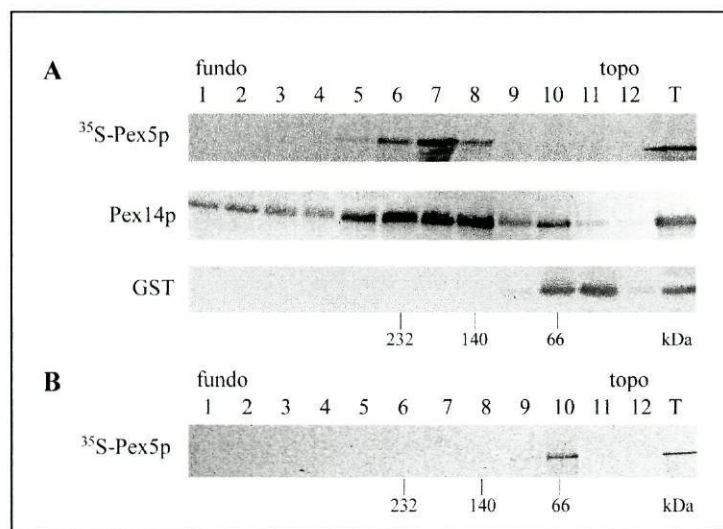 A
fundo topo
1 2 3 4 5 6 7 8 9 10 11 12 T
³⁵S-Pex5p
Pex14p
GST
232 140 66 kDa
B
fundo topo
1 2 3 4 5 6 7 8 9 10 11 12 T
³⁵S-Pex5p
232 140 66 kDa